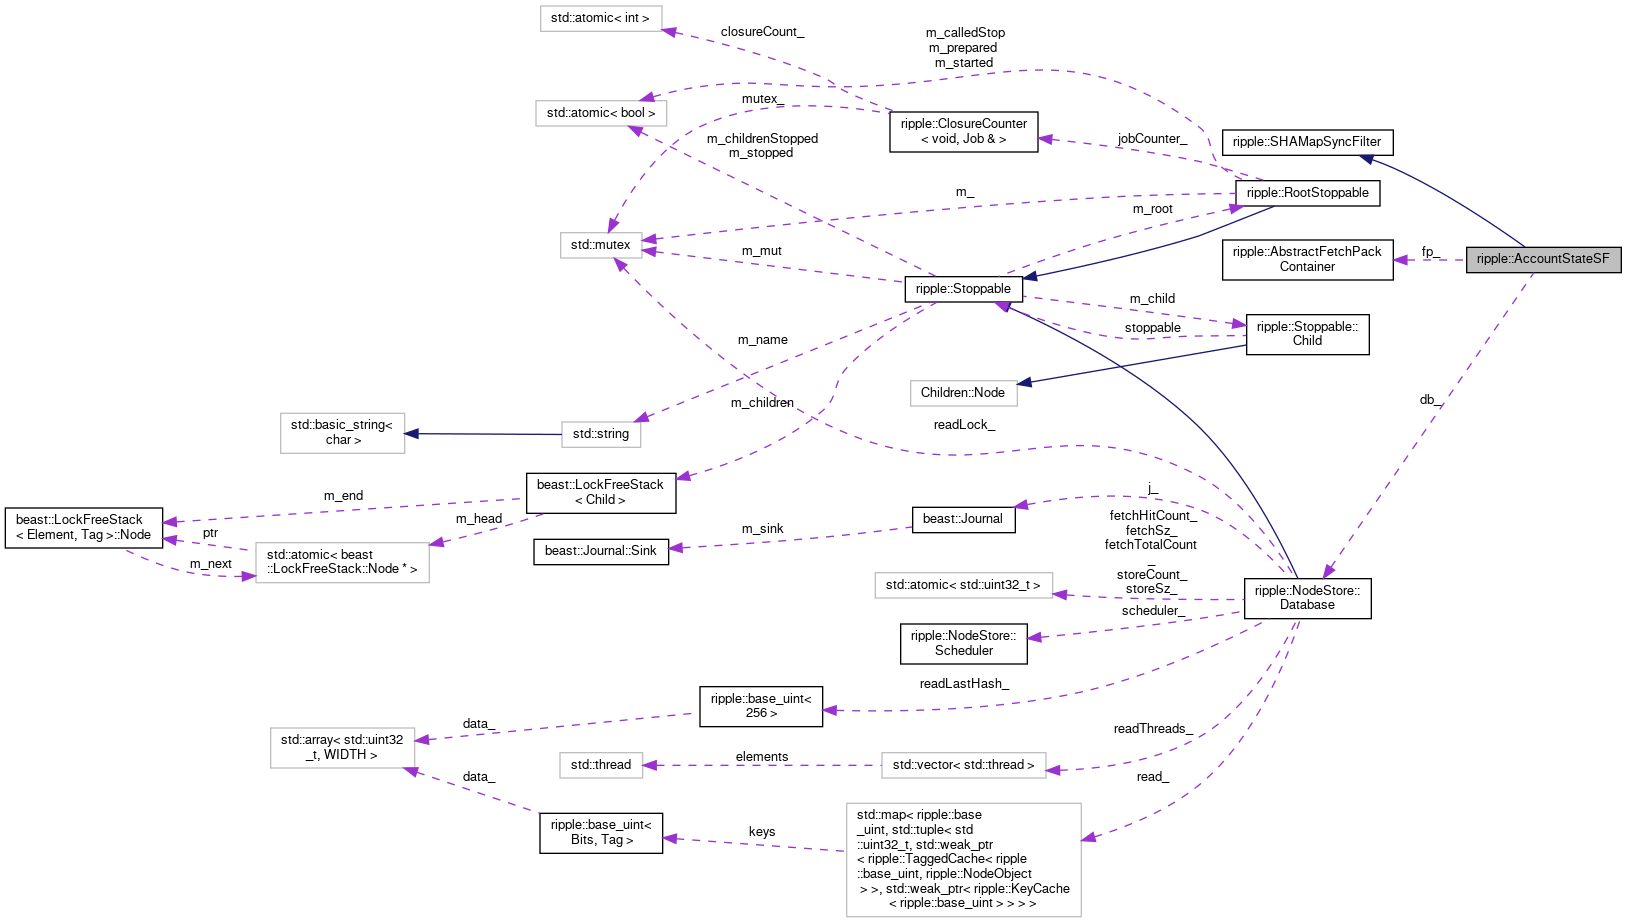 std::atomic< int >
closureCount_
m_calledStop
m_prepared
m_started
std::atomic< bool >
mutex_
ripple::ClosureCounter
< void, Job & >
jobCounter_
ripple::SHAMapSyncFilter
m_childrenStopped
m_stopped
m_
ripple::RootStoppable
m_root
std::mutex
m_mut
ripple::AbstractFetchPack
Container
fp_
ripple::AccountStateSF
ripple::Stoppable
m_child
stoppable
ripple::Stoppable::
Child
m_name
Children::Node
m_children
readLock_
db_
std::basic_string<
char >
std::string
beast::LockFreeStack
< Child >
m_end
m_head
beast::LockFreeStack
< Element, Tag >::Node
ptr
m_next
std::atomic< beast
::LockFreeStack::Node * >
beast::Journal::Sink
m_sink
beast::Journal
j_
fetchHitCount_
fetchSz_
fetchTotalCount
_
storeCount_
storeSz_
std::atomic< std::uint32_t >
ripple::NodeStore::
Database
scheduler_
ripple::NodeStore::
Scheduler
readLastHash_
ripple::base_uint<
256 >
data_
std::array< std::uint32
_t, WIDTH >
readThreads_
std::thread
elements
std::vector< std::thread >
data_
read_
ripple::base_uint<
Bits, Tag >
keys
std::map< ripple::base
_uint, std::tuple< std
::uint32_t, std::weak_ptr
< ripple::TaggedCache< ripple
::base_uint, ripple::NodeObject
> >, std::weak_ptr< ripple::KeyCache
< ripple::base_uint > > > >